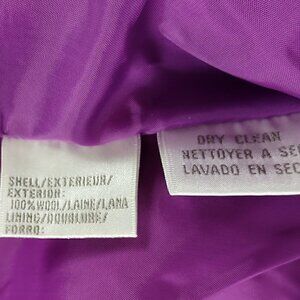 SHELL/EXTERIEUR/
EXTERIOR:
100%WOOL/LAINE/LANA
LINING/DOUBLURE/
FORRO:
DRY CLEAN
NETTOYER A SE
LAVADO EN SEC